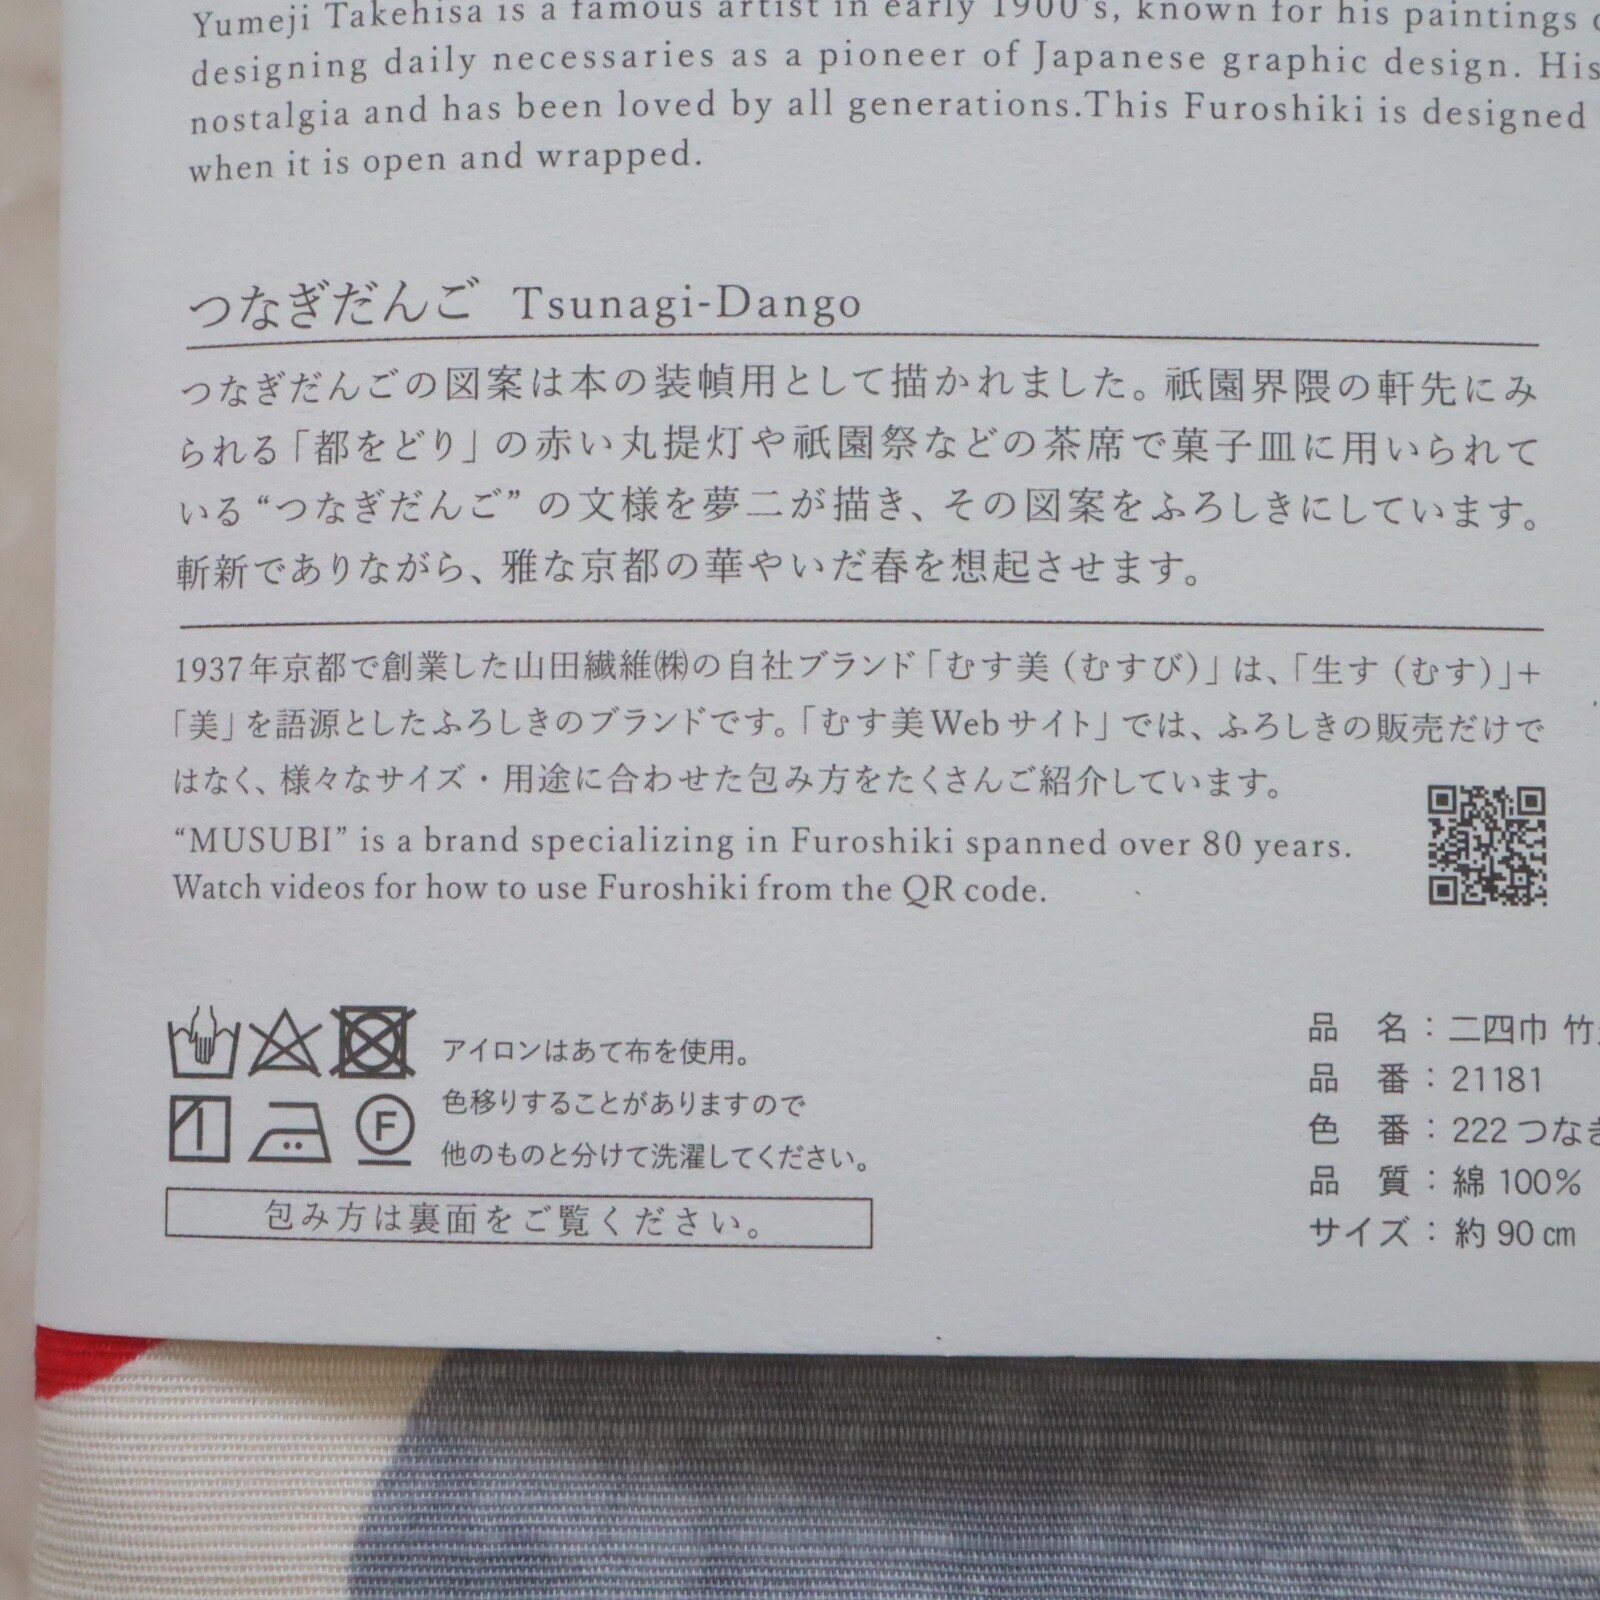 Yumeji Takehisa is a famous artist in early 1900's, known for his paintings
designing daily necessaries as a pioneer of Japanese graphic design. His
nostalgia and has been loved by all generations.This Furoshiki is designed
when it is open and wrapped.
つなぎだんご Tsunagi-Dango
つなぎだんごの図案は本の装幀用として描かれました。祇園界隈の軒先にみ
られる「都をどり」の赤い丸提灯や祇園祭などの茶席で菓子皿に用いられて
いる“つなぎだんご”の文様を夢二が描き、その図案をふろしきにしています。
斬新でありながら、雅な京都の華やいだ春を想起させます。
1937年京都で創業した山田繊維㈱の自社ブランド「むす美(むすび)」は、「生す(むす)」+
「美」を語源としたふろしきのブランドです。「むす美Webサイト」では、ふろしきの販売だけで
はなく、様々なサイズ・用途に合わせた包み方をたくさんご紹介しています。
“MUSUBI” is a brand specializing in Furoshiki spanned over 80 years.
Watch videos for how to use Furoshiki from the QR code.
アイロンはあて布を使用。
色移りすることがありますので
他のものと分けて洗濯してください。
F
包み方は裏面をご覧ください。
品 名:二四巾 竹
品 番:21181
色 番:222 つなぎ
品 質:綿 100%
サイズ:約 90 ㎝